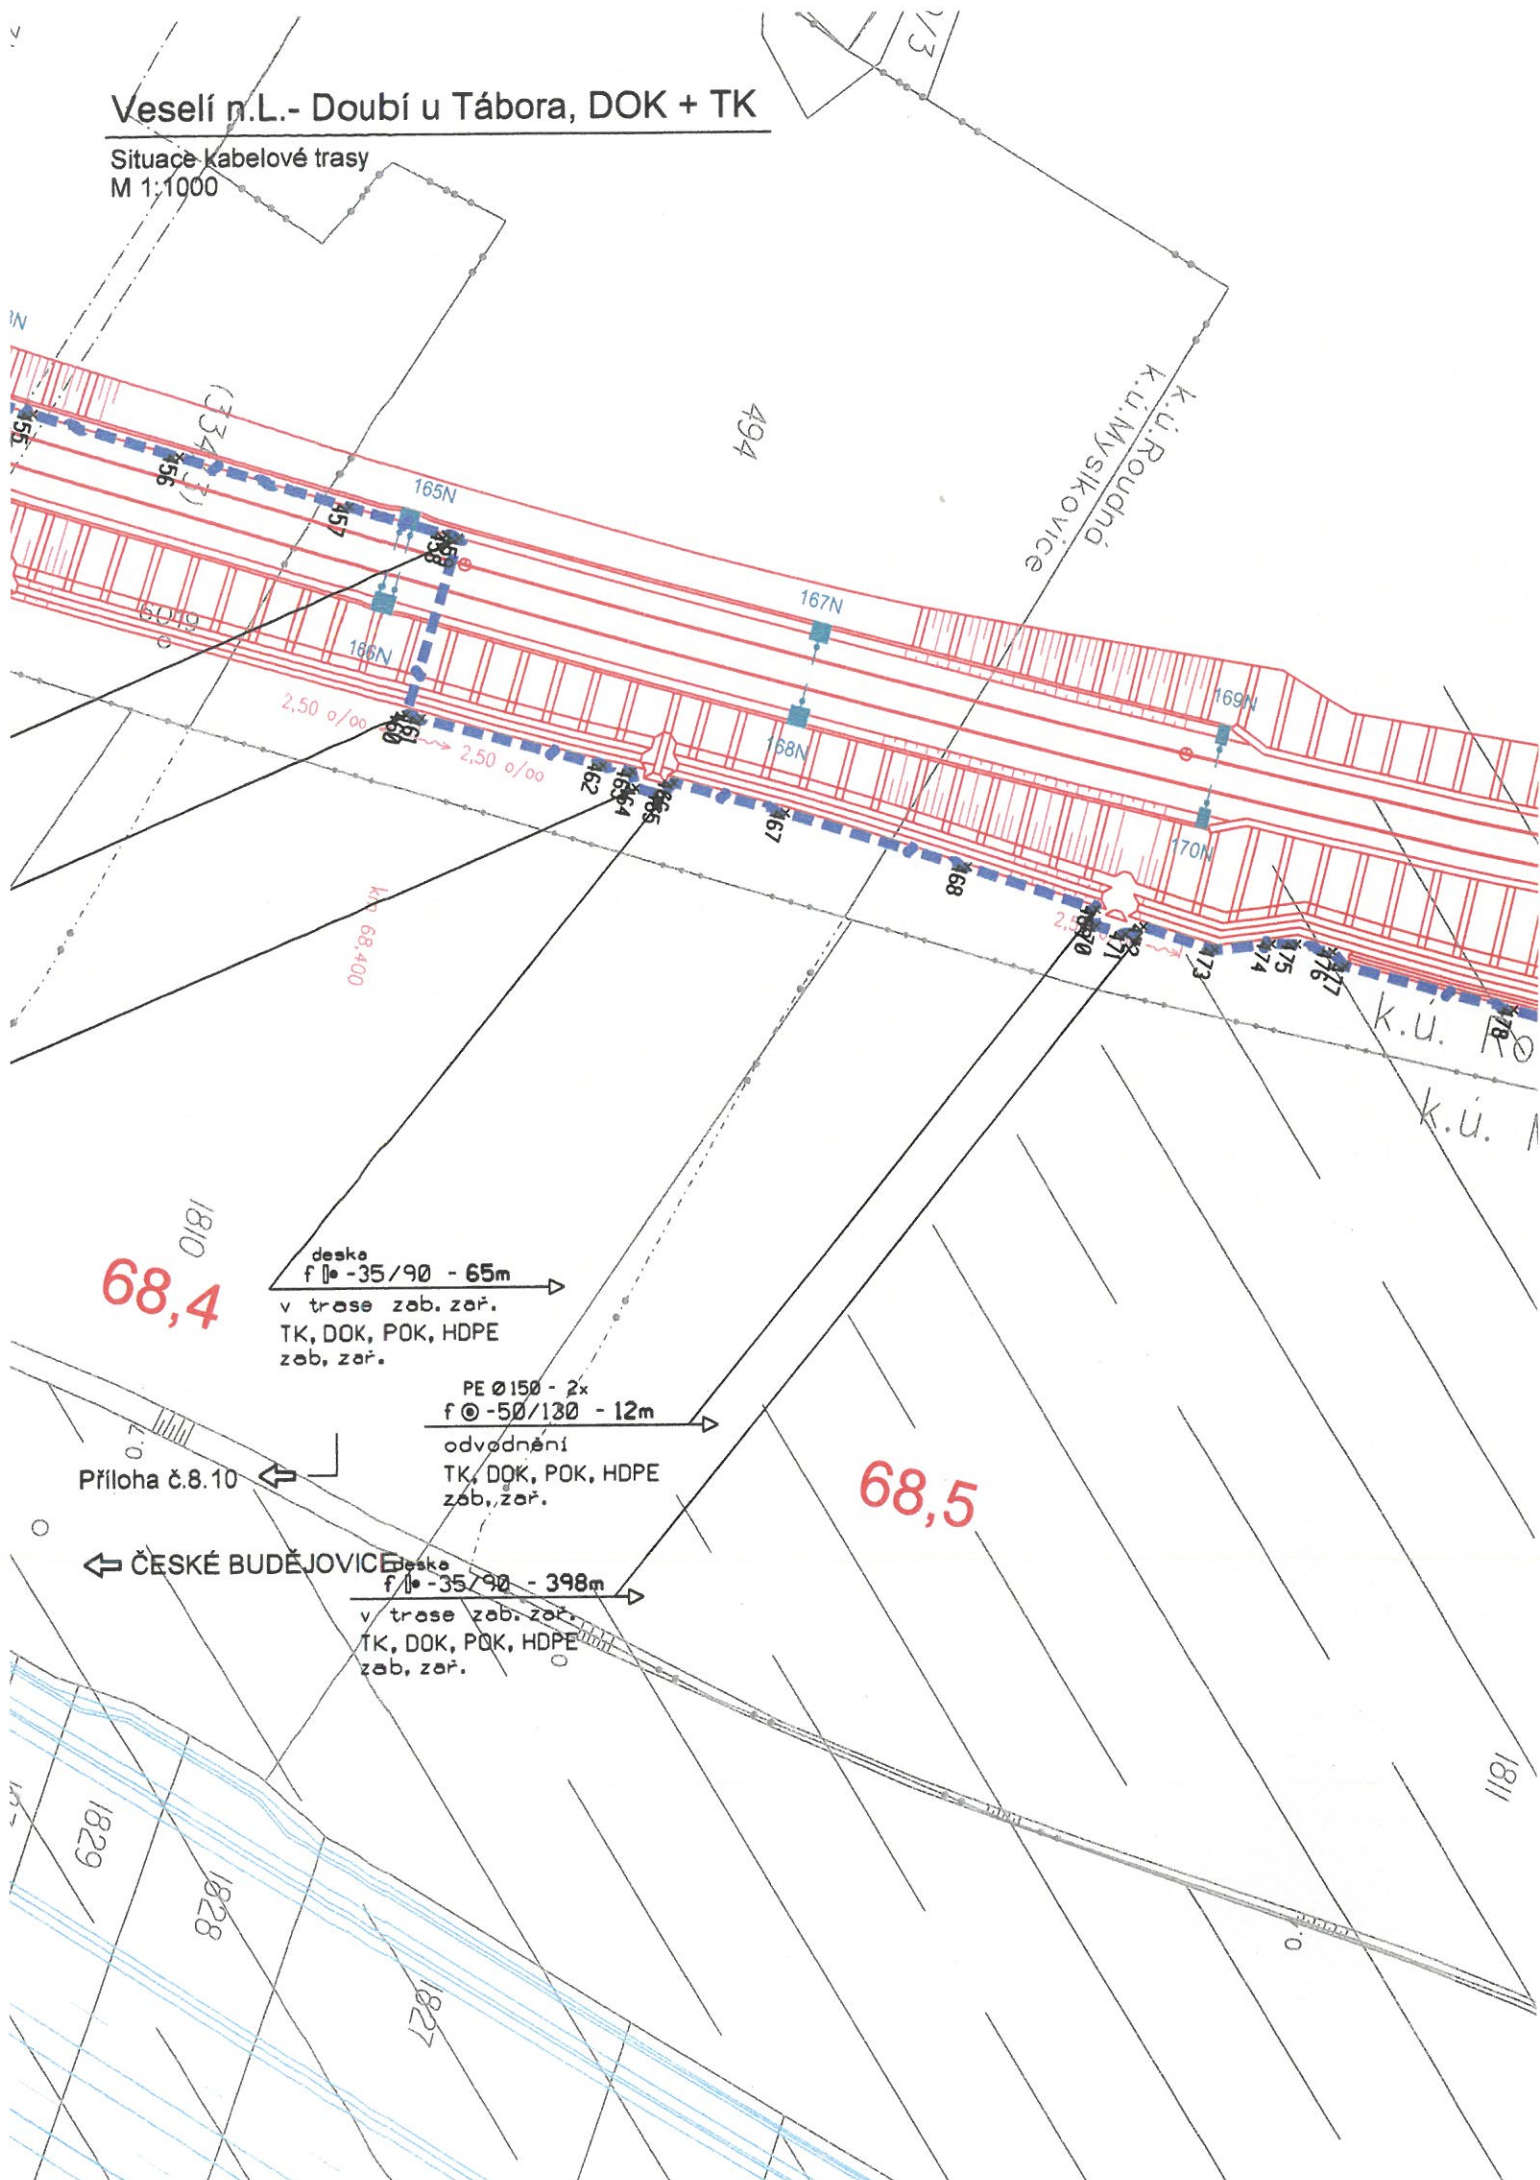 Veselí n.L.- Doubí u Tábora, DOK + TK
Situace kabelové trasy
M 1:1000
494
k.ú.Roudná
k.ú.Myslkovice
165N
166N
167N
168N
169N
170N
455
456
457
458
459
460
461
462
463
464
465
466
467
468
469
470
471
472
473
474
475
476
477
478
6019
2,50 o/oo
2,50 o/oo
km 68,400
k.ú.
k.ú.
1810
68,4
deska
f -35/90 - 65m
v trase zab. zař.
TK, DOK, POK, HDPE
zab, zař.
PE Ø150 - 2x
f -50/130 - 12m
odvodnění
TK, DOK, POK, HDPE
zab, zař.
Příloha č.8.10
68,5
ČESKÉ BUDĚJOVICE
deska
f -35/90 - 398m
v trase zab. zař.
TK, DOK, POK, HDPE
zab, zař.
1811
1829
1828
1827